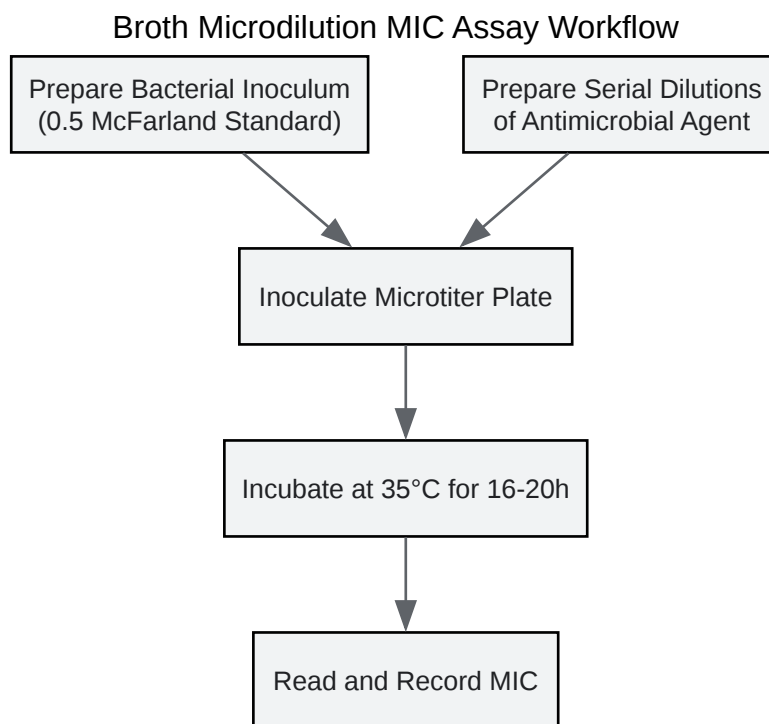 Broth Microdilution MIC Assay Workflow
Prepare Bacterial Inoculum
(0.5 McFarland Standard)
Prepare Serial Dilutions
of Antimicrobial Agent
Inoculate Microtiter Plate
Incubate at 35°C for 16-20h
Read and Record MIC